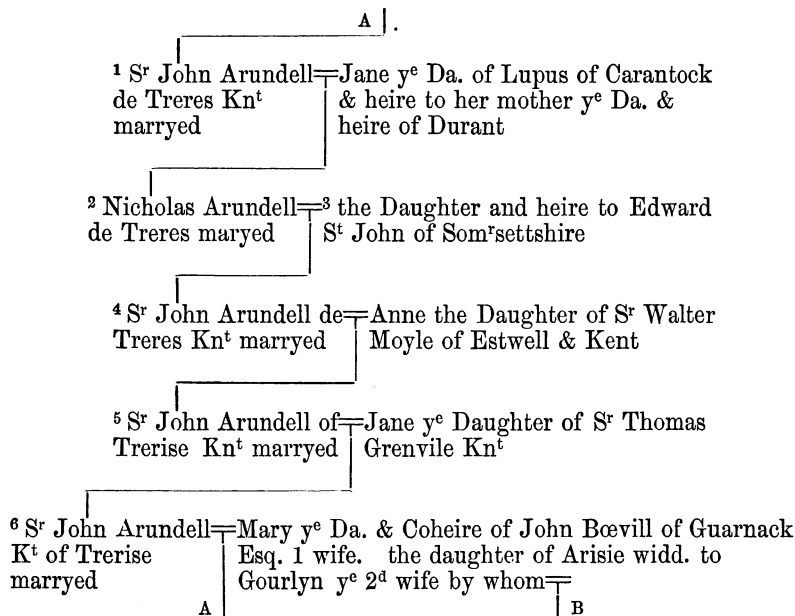 A .
¹ Sʳ John Arundell=Jane yᵉ Da. of Lupus of Carantock
de Treres Knᵗ & heire to her mother yᵉ Da. &
marryed heire of Durant
² Nicholas Arundell=³ the Daughter and heire to Edward
de Treres maryed Sᵗ John of Somʳsettshire
⁴ Sʳ John Arundell de=Anne the Daughter of Sʳ Walter
Treres Knᵗ marryed Moyle of Estwell & Kent
⁵ Sʳ John Arundell of=Jane yᵉ Daughter of Sʳ Thomas
Trerise Knᵗ marryed Grenvile Knᵗ
⁶ Sʳ John Arundell=Mary yᵉ Da. & Coheire of John Bœvill of Guarnack
Kᵗ of Trerise Esq. 1 wife. the daughter of Arisie widd. to
marryed Gourlyn yᵉ 2ᵈ wife by whom=
A B